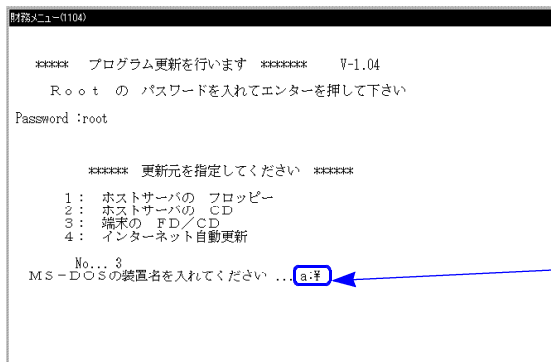 財務メニュー(1104)
***** プログラム更新を行います ******* V-1.04
Ｒｏｏｔ の パスワードを入れてエンターを押して下さい
Password :root
****** 更新元を指定してください ******
1： ホストサーバの フロッピー
2： ホストサーバの ＣＤ
3： 端末の ＦＤ／ＣＤ
4： インターネット自動更新
No... 3
ＭＳ－ＤＯＳの装置名を入れてください ...a:¥